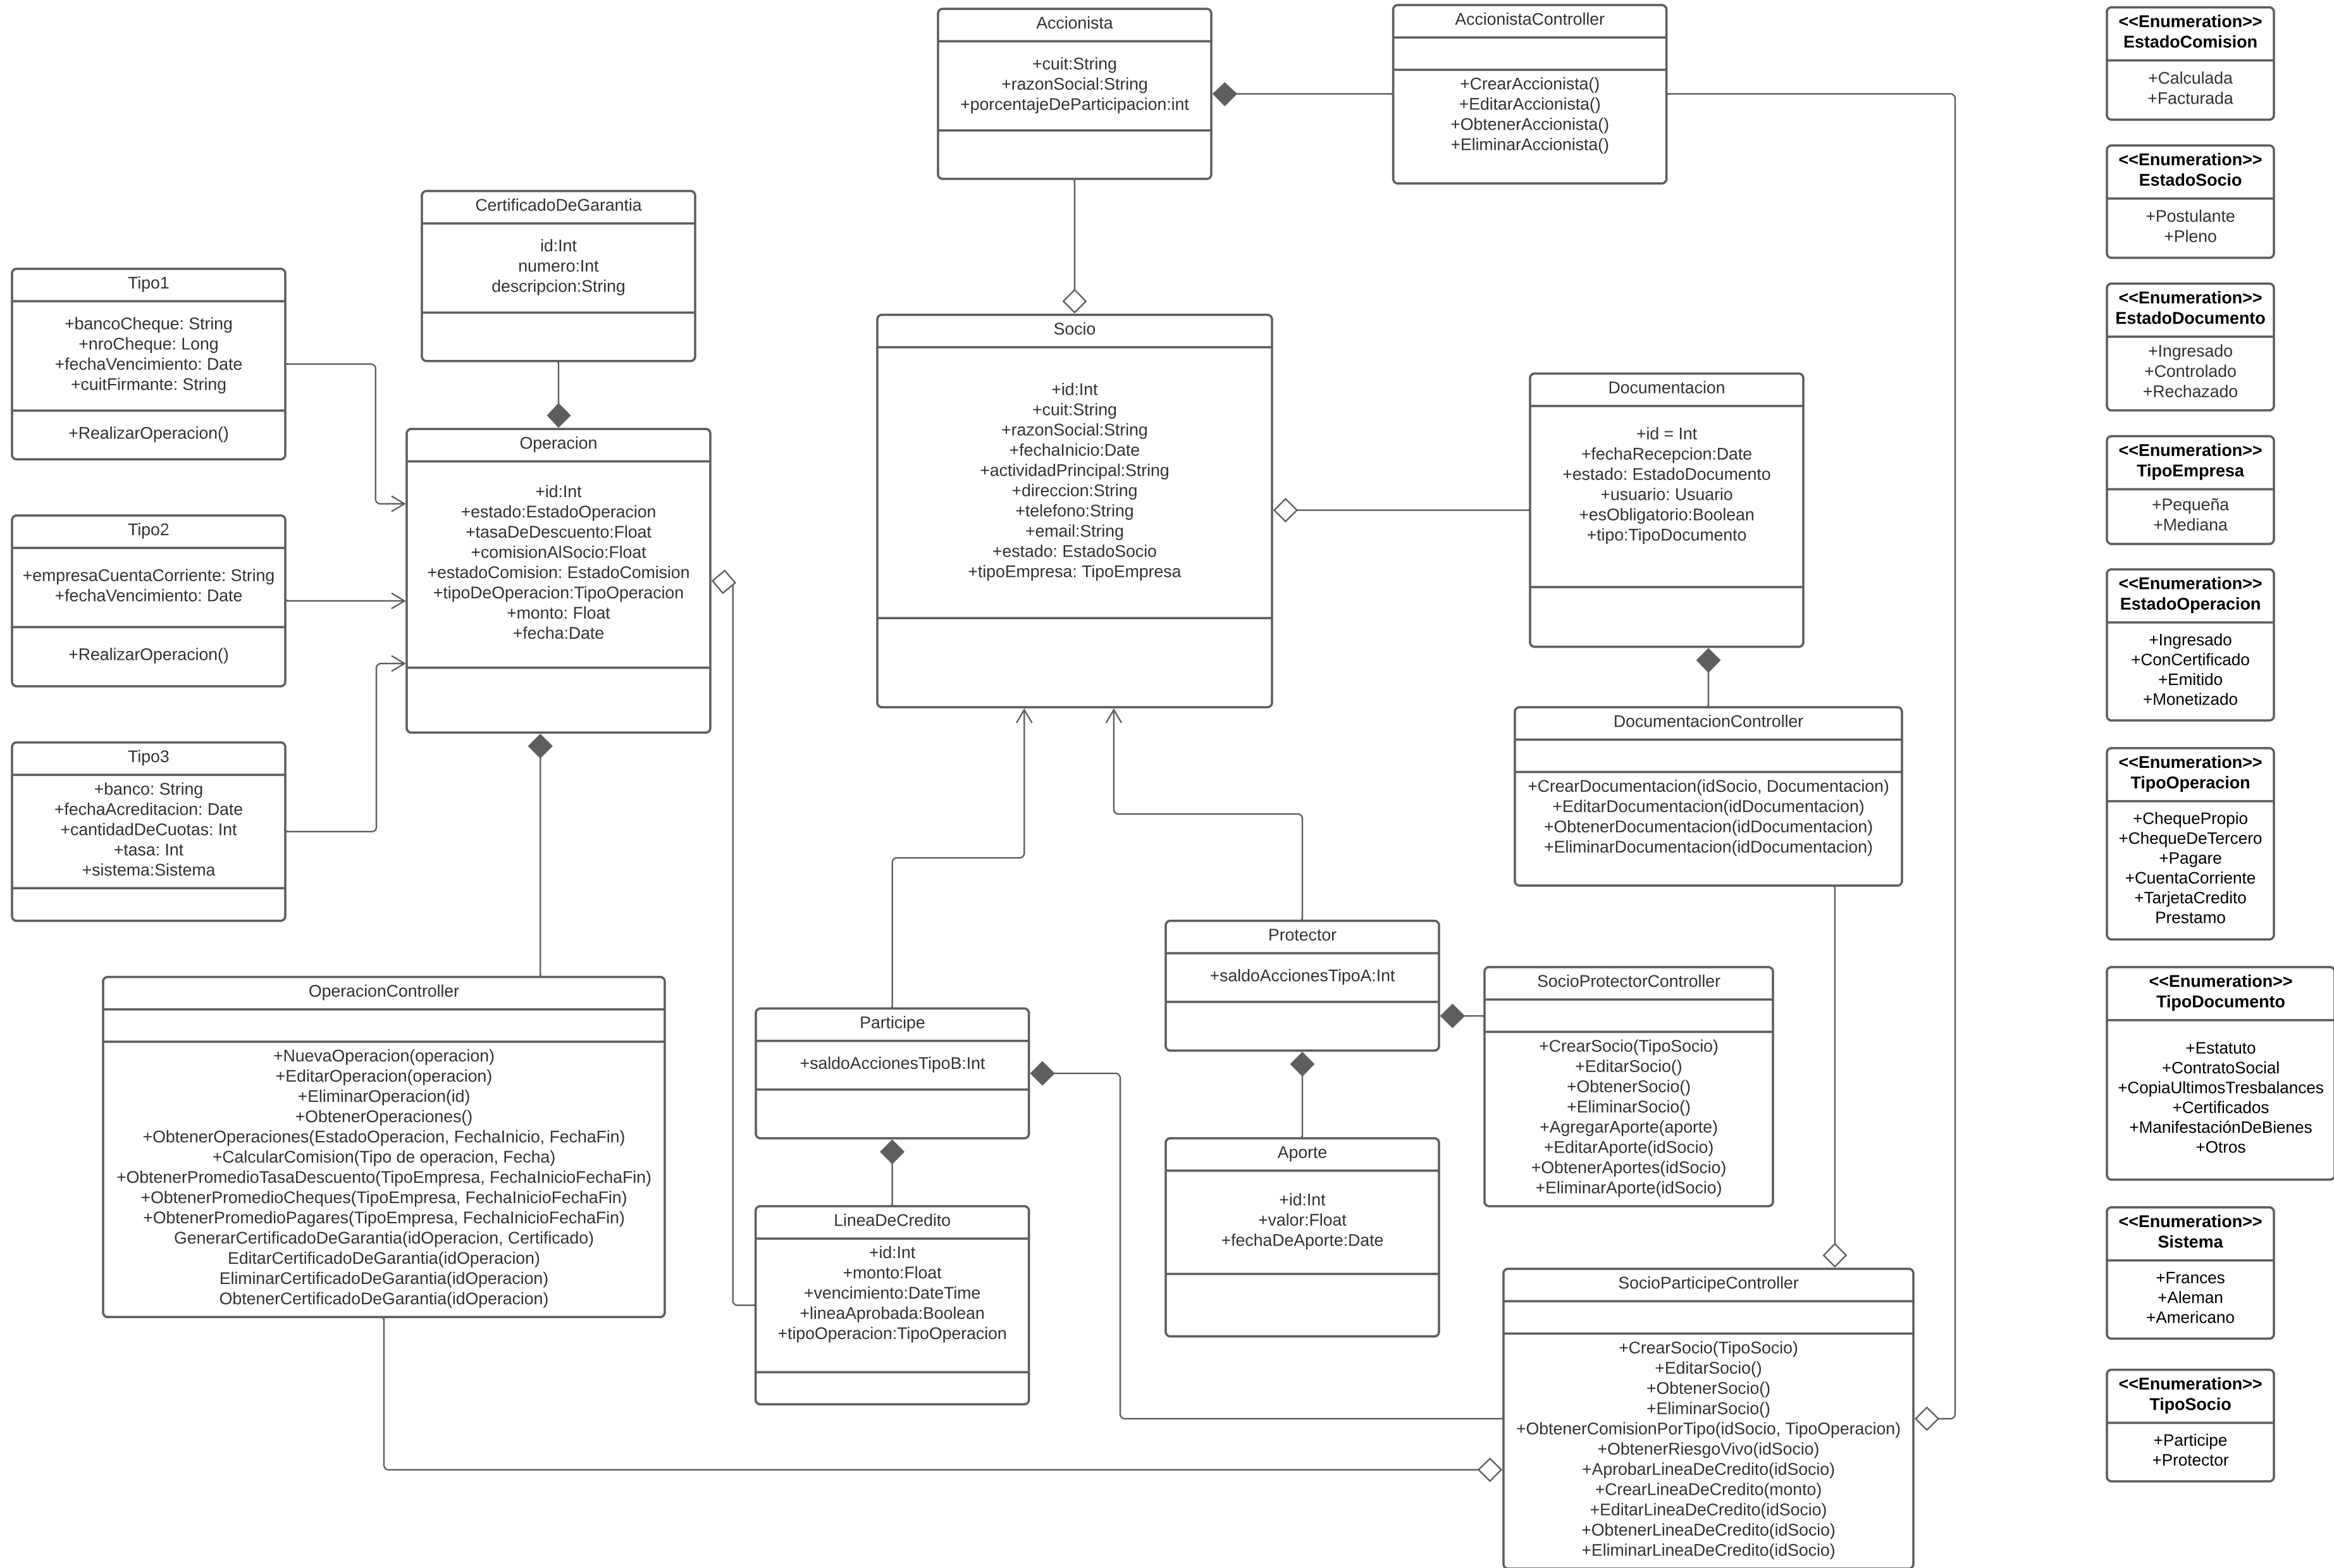 Accionista
+cuit:String
+razonSocial:String
+porcentajeDeParticipacion:int
AccionistaController
+CrearAccionista()
+EditarAccionista()
+ObtenerAccionista()
+EliminarAccionista()
CertificadoDeGarantia
id:Int
numero:Int
descripcion:String
Tipo1
+bancoCheque: String
+nroCheque: Long
+fechaVencimiento: Date
+cuitFirmante: String
+RealizarOperacion()
Tipo2
+empresaCuentaCorriente: String
+fechaVencimiento: Date
+RealizarOperacion()
Tipo3
+banco: String
+fechaAcreditacion: Date
+cantidadDeCuotas: Int
+tasa: Int
+sistema:Sistema
Operacion
+id:Int
+estado:EstadoOperacion
+tasaDeDescuento:Float
+comisionAlSocio:Float
+estadoComision: EstadoComision
+tipoDeOperacion:TipoOperacion
+monto: Float
+fecha:Date
Socio
+id:Int
+cuit:String
+razonSocial:String
+fechaInicio:Date
+actividadPrincipal:String
+direccion:String
+telefono:String
+email:String
+estado: EstadoSocio
+tipoEmpresa: TipoEmpresa
Documentacion
+id = Int
+fechaRecepcion:Date
+estado: EstadoDocumento
+usuario: Usuario
+esObligatorio:Boolean
+tipo:TipoDocumento
DocumentacionController
+CrearDocumentacion(idSocio, Documentacion)
+EditarDocumentacion(idDocumentacion)
+ObtenerDocumentacion(idDocumentacion)
+EliminarDocumentacion(idDocumentacion)
OperacionController
+NuevaOperacion(operacion)
+EditarOperacion(operacion)
+EliminarOperacion(id)
+ObtenerOperaciones()
+ObtenerOperaciones(EstadoOperacion, FechaInicio, FechaFin)
+CalcularComision(Tipo de operacion, Fecha)
+ObtenerPromedioTasaDescuento(TipoEmpresa, FechaInicioFechaFin)
+ObtenerPromedioCheques(TipoEmpresa, FechaInicioFechaFin)
+ObtenerPromedioPagares(TipoEmpresa, FechaInicioFechaFin)
GenerarCertificadoDeGarantia(idOperacion, Certificado)
EditarCertificadoDeGarantia(idOperacion)
EliminarCertificadoDeGarantia(idOperacion)
ObtenerCertificadoDeGarantia(idOperacion)
Participe
+saldoAccionesTipoB:Int
LineaDeCredito
+id:Int
+monto:Float
+vencimiento:DateTime
+lineaAprobada:Boolean
+tipoOperacion:TipoOperacion
Protector
+saldoAccionesTipoA:Int
Aporte
+id:Int
+valor:Float
+fechaDeAporte:Date
SocioProtectorController
+CrearSocio(TipoSocio)
+EditarSocio()
+ObtenerSocio()
+EliminarSocio()
+AgregarAporte(aporte)
+EditarAporte(idSocio)
+ObtenerAportes(idSocio)
+EliminarAporte(idSocio)
SocioParticipeController
+CrearSocio(TipoSocio)
+EditarSocio()
+ObtenerSocio()
+EliminarSocio()
+ObtenerComisionPorTipo(idSocio, TipoOperacion)
+ObtenerRiesgoVivo(idSocio)
+AprobarLineaDeCredito(idSocio)
+CrearLineaDeCredito(monto)
+EditarLineaDeCredito(idSocio)
+ObtenerLineaDeCredito(idSocio)
+EliminarLineaDeCredito(idSocio)
<<Enumeration>>
EstadoComision
+Calculada
+Facturada
<<Enumeration>>
EstadoSocio
+Postulante
+Pleno
<<Enumeration>>
EstadoDocumento
+Ingresado
+Controlado
+Rechazado
<<Enumeration>>
TipoEmpresa
+Pequeña
+Mediana
<<Enumeration>>
EstadoOperacion
+Ingresado
+ConCertificado
+Emitido
+Monetizado
<<Enumeration>>
TipoOperacion
+ChequePropio
+ChequeDeTercero
+Pagare
+CuentaCorriente
+TarjetaCredito
Prestamo
<<Enumeration>>
TipoDocumento
+Estatuto
+ContratoSocial
+CopiaUltimosTresbalances
+Certificados
+ManifestaciónDeBienes
+Otros
<<Enumeration>>
Sistema
+Frances
+Aleman
+Americano
<<Enumeration>>
TipoSocio
+Participe
+Protector